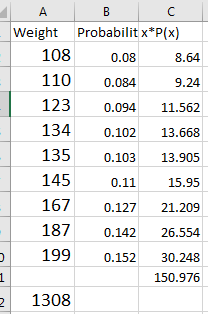 A B C
Weight Probabilit x*P(x)
108 0.08 8.64
110 0.084 9.24
123 0.094 11.562
134 0.102 13.668
135 0.103 13.905
145 0.11 15.95
167 0.127 21.209
187 0.142 26.554
199 0.152 30.248
150.976
1308